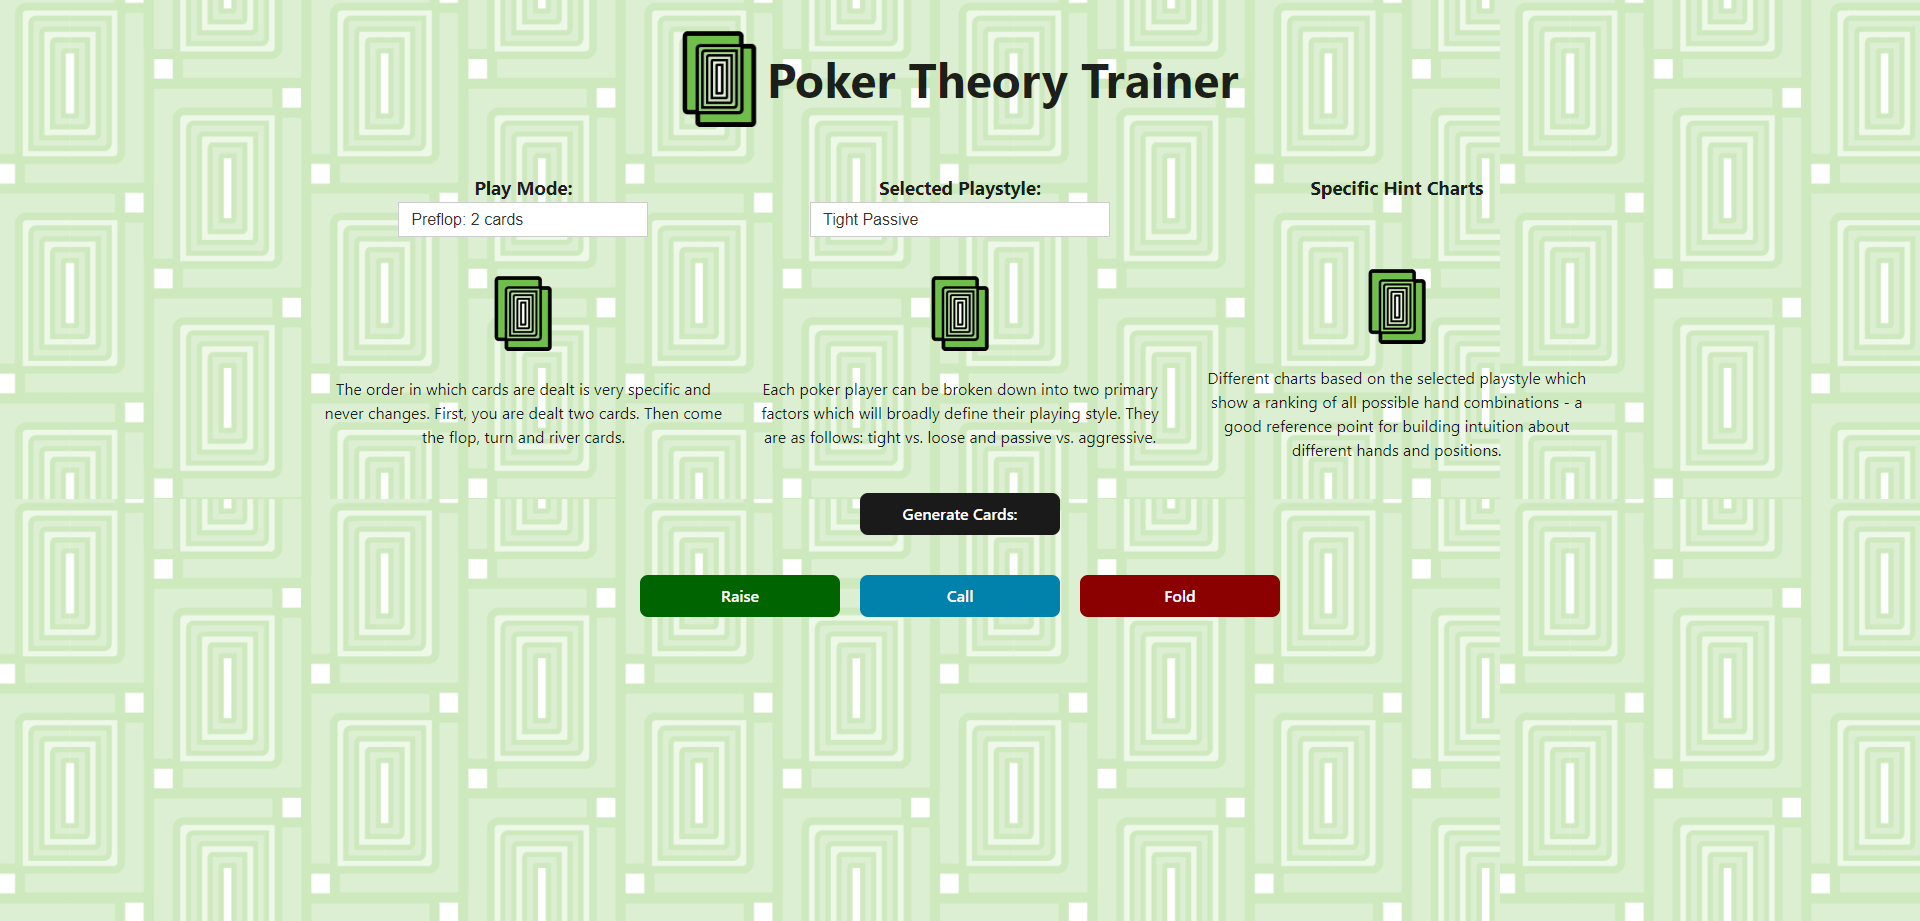 Poker Theory Trainer
Play Mode:
Preflop: 2 cards
The order in which cards are dealt is very specific and
never changes. First, you are dealt two cards. Then come
the flop, turn and river cards.
Selected Playstyle:
Tight Passive
Each poker player can be broken down into two primary
factors which will broadly define their playing style. They
are as follows: tight vs. loose and passive vs. aggressive.
Specific Hint Charts
Different charts based on the selected playstyle which
show a ranking of all possible hand combinations - a
good reference point for building intuition about
different hands and positions.
Generate Cards:
Raise
Call
Fold